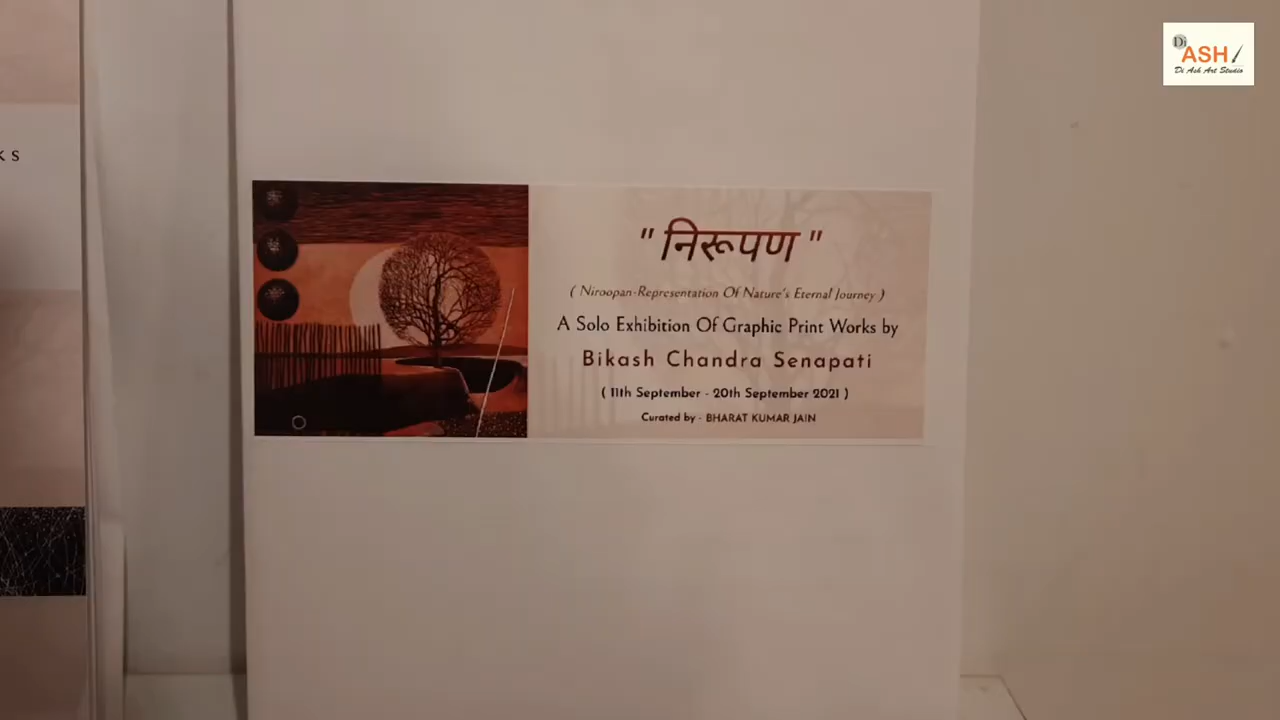 K S
" निरूपण "
( Niroopan-Representation Of Nature's Eternal Journey )
A Solo Exhibition Of Graphic Print Works by
Bikash Chandra Senapati
( 11th September - 20th September 2021 )
Curated by - BHARAT KUMAR JAIN
Di
ASH
Di Ash Art Studio